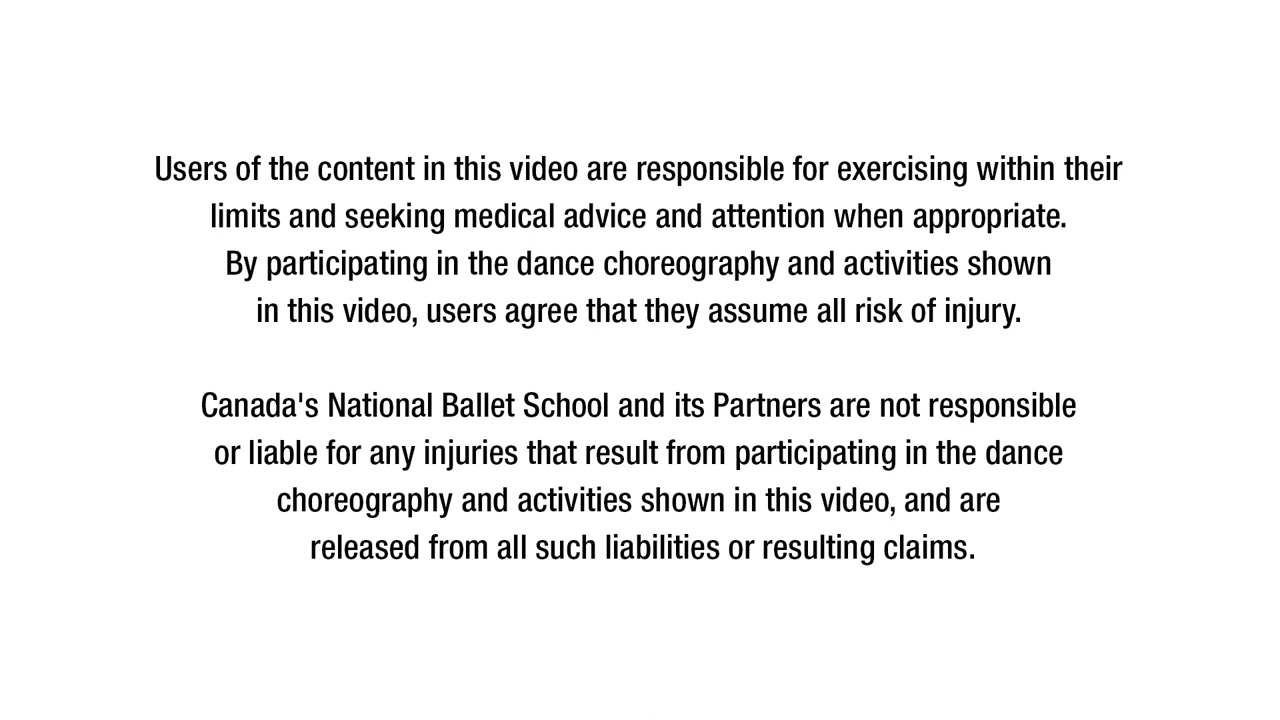 Users of the content in this video are responsible for exercising within their
limits and seeking medical advice and attention when appropriate.
By participating in the dance choreography and activities shown
in this video, users agree that they assume all risk of injury.
Canada's National Ballet School and its Partners are not responsible
or liable for any injuries that result from participating in the dance
choreography and activities shown in this video, and are
released from all such liabilities or resulting claims.